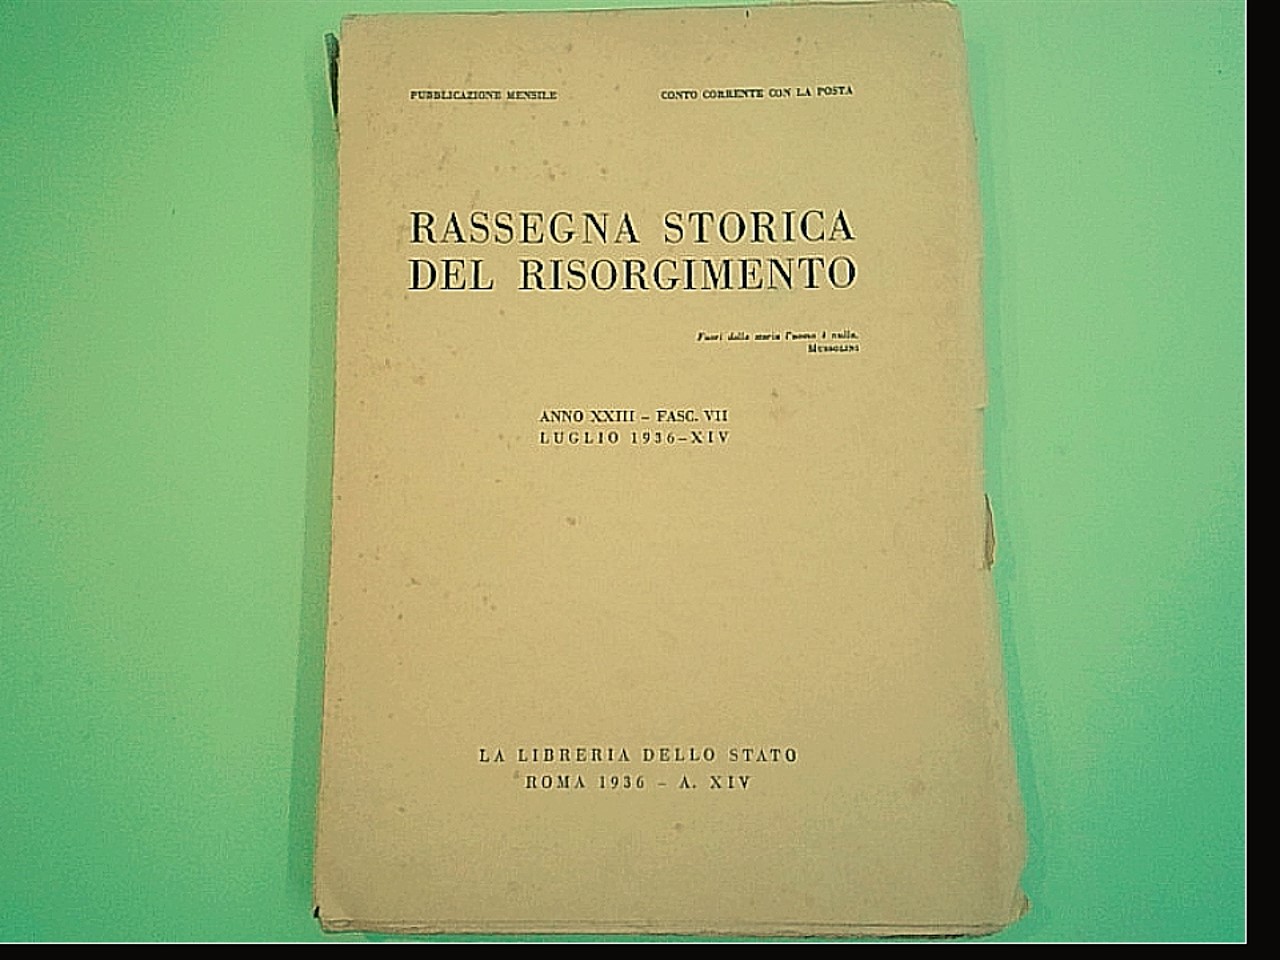 PUBBLICAZIONE MENSILE
CONTO CORRENTE CON LA POSTA
RASSEGNA STORICA
DEL RISORGIMENTO
Fuori della storia l'uomo è nulla.
MUSSOLINI
ANNO XXIII - FASC. VII
LUGLIO 1936-XIV
LA LIBRERIA DELLO STATO
ROMA 1936 - A. XIV